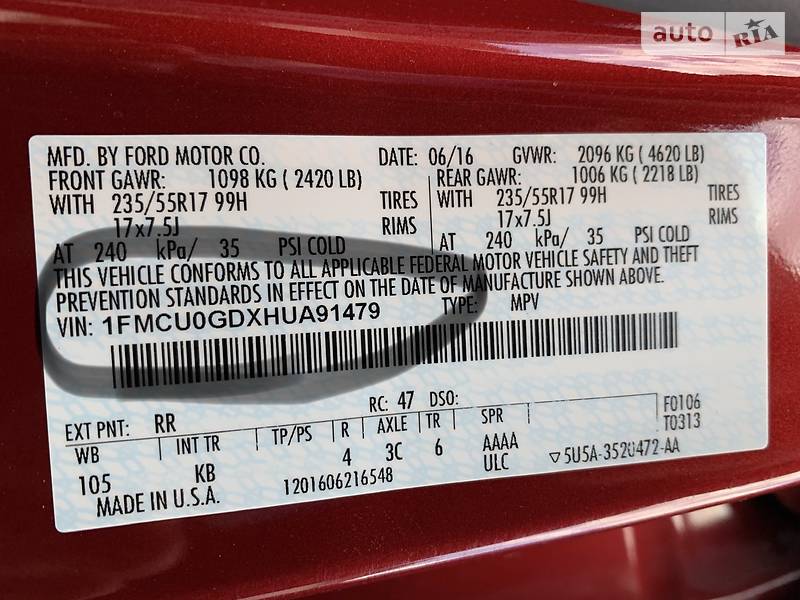 auto RIA
MFD. BY FORD MOTOR CO. DATE: 06/16 GVWR: 2096 KG ( 4620 LB)
FRONT GAWR: 1098 KG ( 2420 LB) REAR GAWR: 1006 KG ( 2218 LB)
WITH 235/55R17 99H TIRES WITH 235/55R17 99H TIRES
17x7.5J RIMS 17x7.5J RIMS
AT 240 kPa/ 35 PSI COLD AT 240 kPa/ 35 PSI COLD
THIS VEHICLE CONFORMS TO ALL APPLICABLE FEDERAL MOTOR VEHICLE SAFETY AND THEFT
PREVENTION STANDARDS IN EFFECT ON THE DATE OF MANUFACTURE SHOWN ABOVE.
VIN: 1FMCU0GDXHUA91479 TYPE: MPV
EXT PNT: RR RC: 47 DSO: F0106
WB INT TR TP/PS R AXLE TR SPR T0313
105 KB 4 3C 6 AAAA
ULC ▽5U5A-3520472-AA
MADE IN U.S.A. 1201606216548